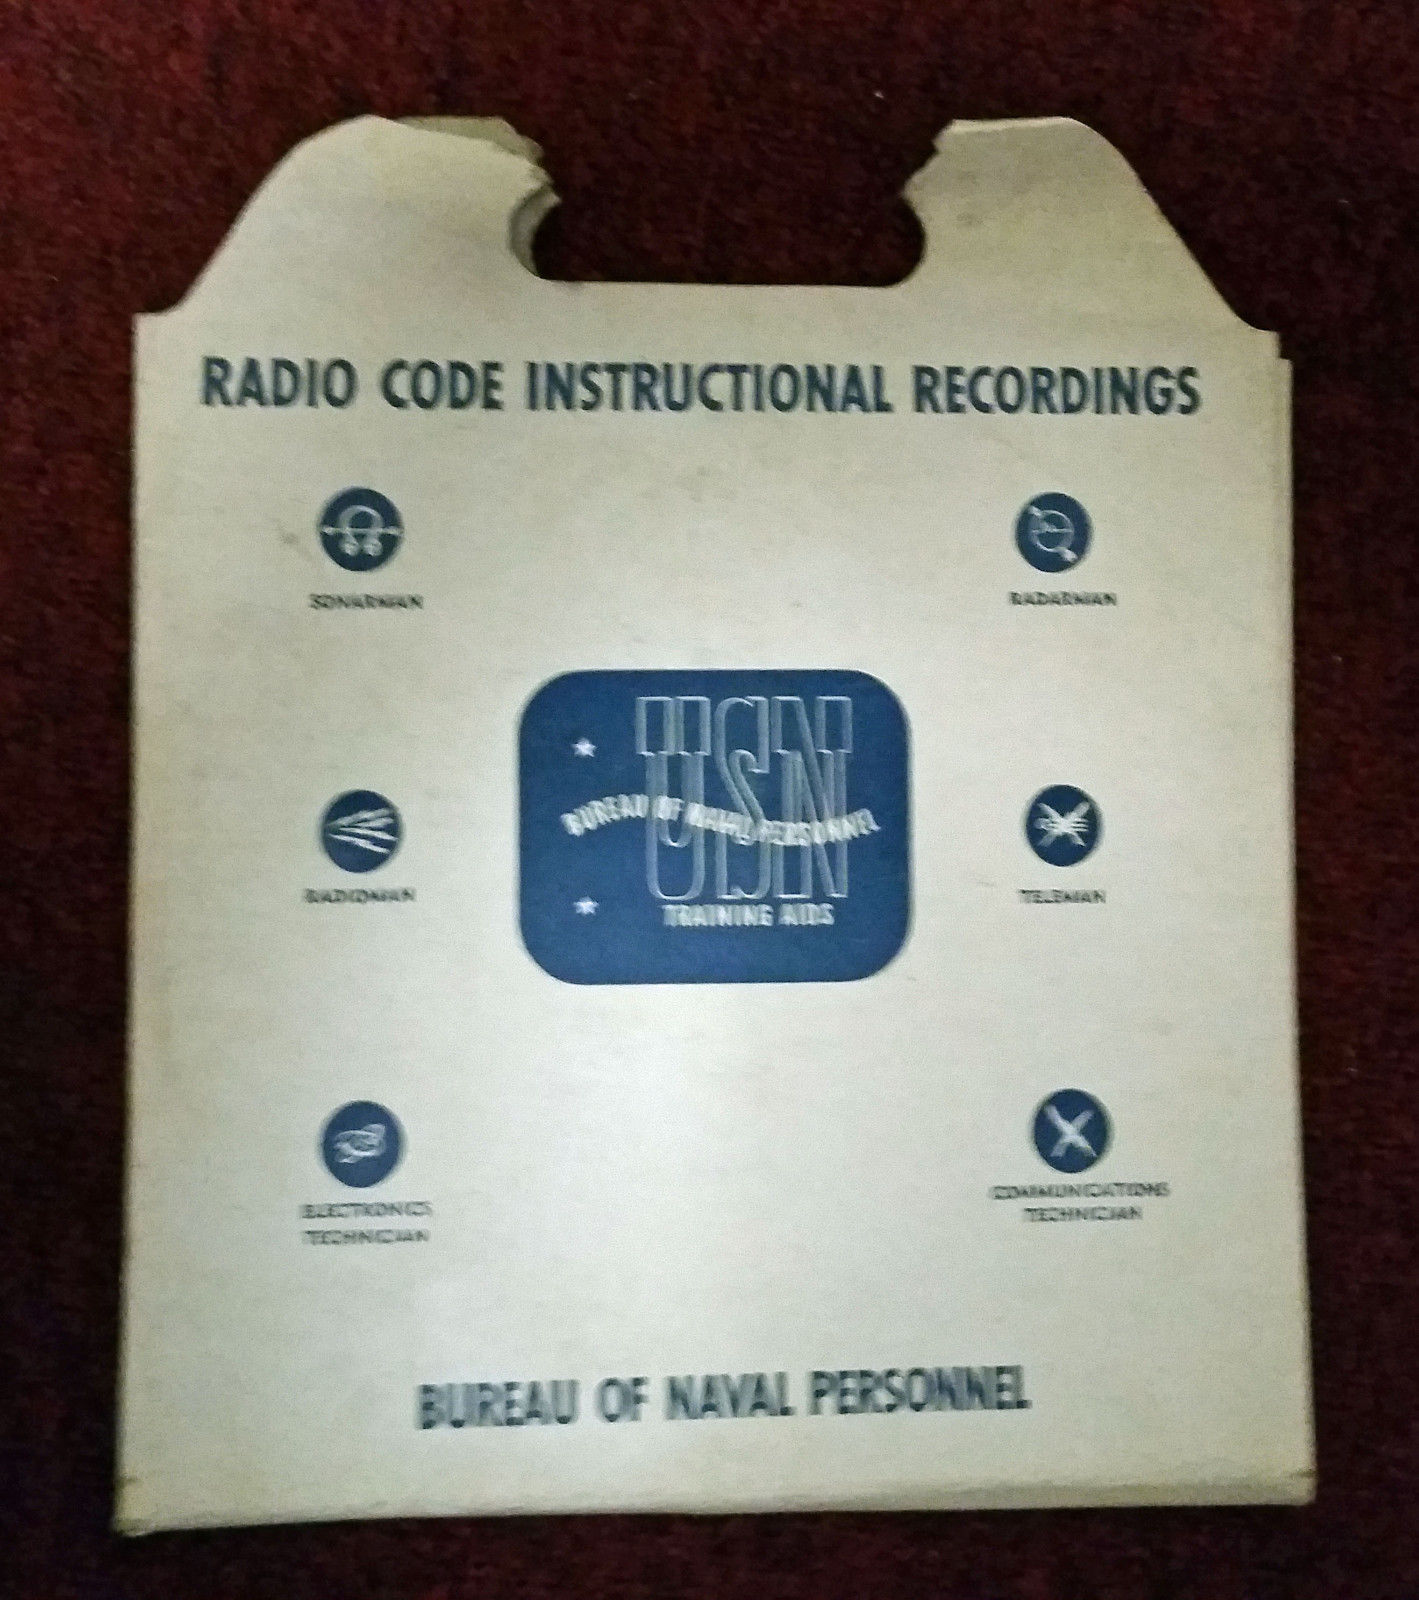 RADIO CODE INSTRUCTIONAL RECORDINGS
SONARMAN
RADARMAN
USN
BUREAU OF NAVAL PERSONNEL
TRAINING AIDS
RADIOMAN
TELEMAN
ELECTRONICS
TECHNICIAN
COMMUNICATIONS
TECHNICIAN
BUREAU OF NAVAL PERSONNEL